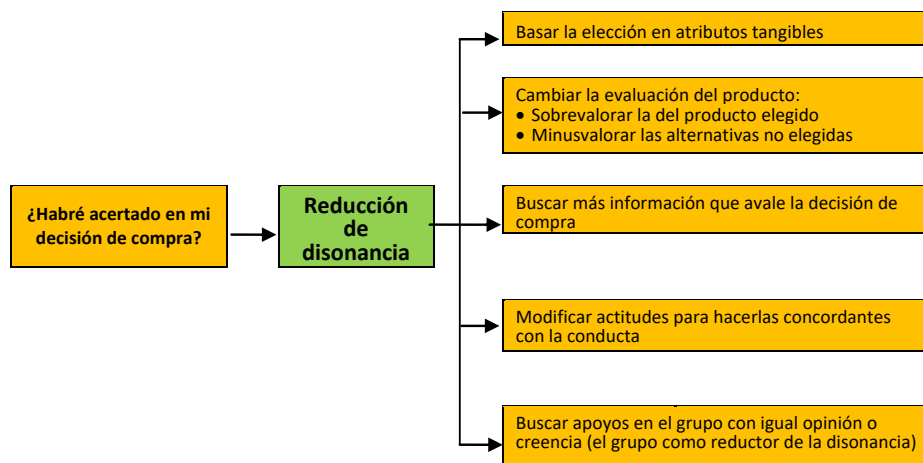 Basar la elección en atributos tangibles
Cambiar la evaluación del producto:
• Sobrevalorar la del producto elegido
• Minusvalorar las alternativas no elegidas
¿Habré acertado en mi
decisión de compra?
Reducción
de
disonancia
Buscar más información que avale la decisión de
compra
Modificar actitudes para hacerlas concordantes
con la conducta
Buscar apoyos en el grupo con igual opinión o
creencia (el grupo como reductor de la disonancia)